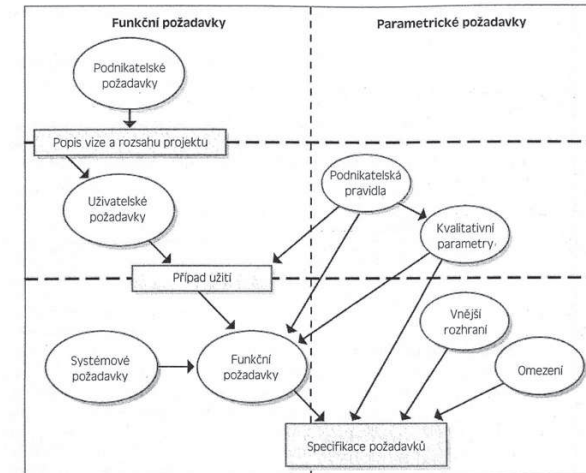 Funkční požadavky
Parametrické požadavky
Podnikatelské
požadavky
Popis vize a rozsahu projektu
Uživatelské
požadavky
Podnikatelská
pravidla
Kvalitativní
parametry
Případ užití
Systémové
požadavky
Funkční
požadavky
Vnější
rozhraní
Omezení
Specifikace požadavků